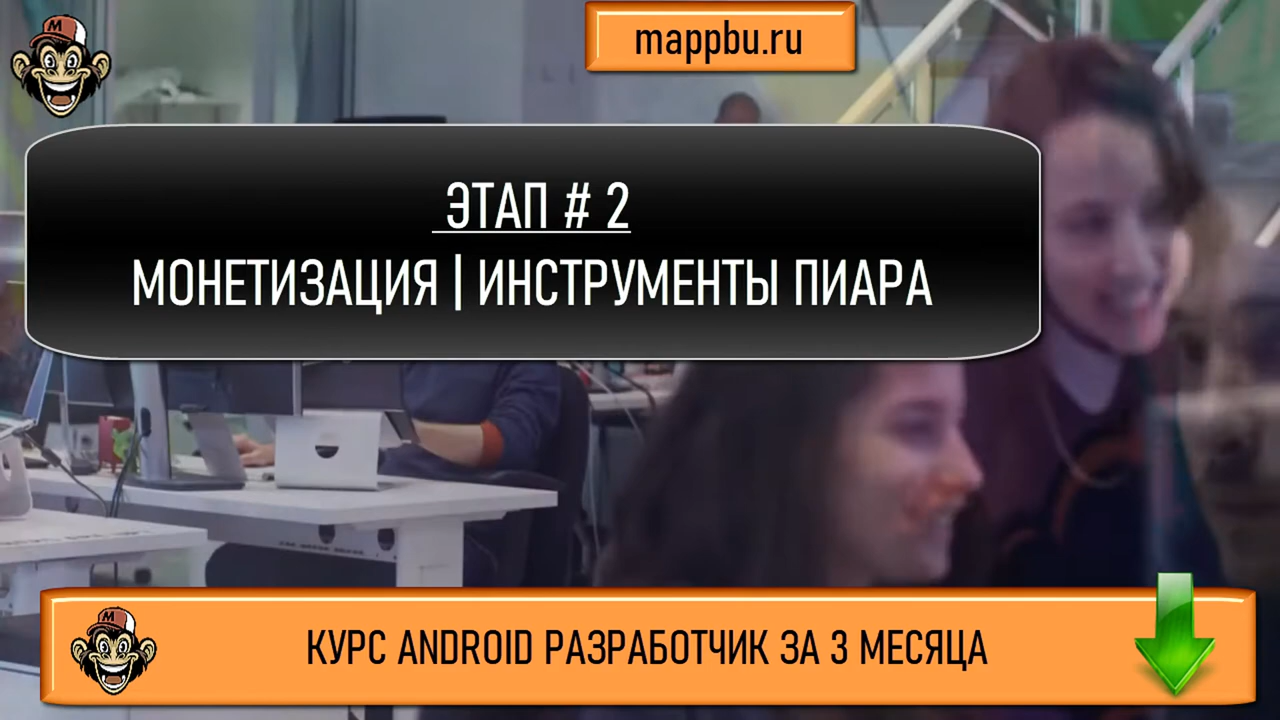 mappbu.ru
ЭТАП # 2
МОНЕТИЗАЦИЯ | ИНСТРУМЕНТЫ ПИАРА
КУРС ANDROID РАЗРАБОТЧИК ЗА 3 МЕСЯЦА